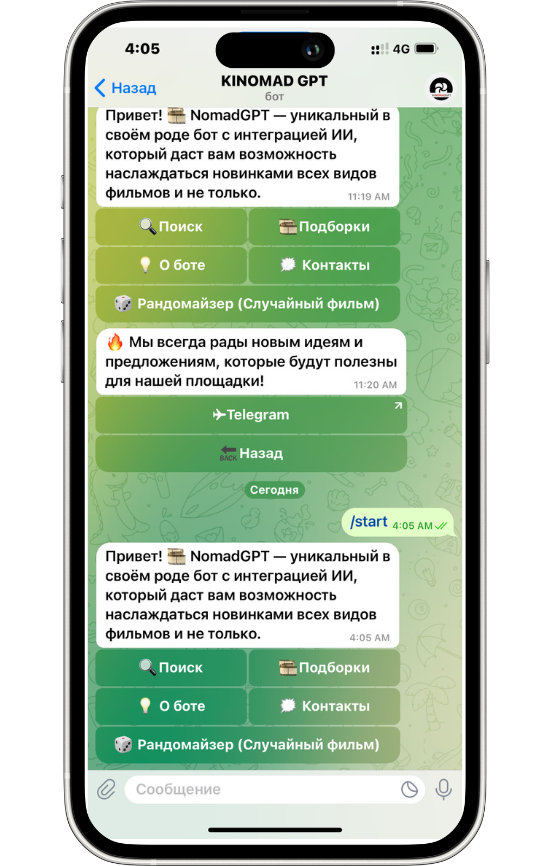 4:05
4G
Назад
KINOMAD GPT
бот
Привет! NomadGPT — уникальный в
своём роде бот с интеграцией ИИ,
который даст вам возможность
наслаждаться новинками всех видов
фильмов и не только.
11:19 AM
Поиск
Подборки
О боте
Контакты
Рандомайзер (Случайный фильм)
Мы всегда рады новым идеям и
предложениям, которые будут полезны
для нашей площадки!
11:20 AM
Telegram
BACK Назад
Сегодня
/start 4:05 AM
Привет! NomadGPT — уникальный в
своём роде бот с интеграцией ИИ,
который даст вам возможность
наслаждаться новинками всех видов
фильмов и не только.
4:05 AM
Поиск
Подборки
О боте
Контакты
Рандомайзер (Случайный фильм)
Сообщение